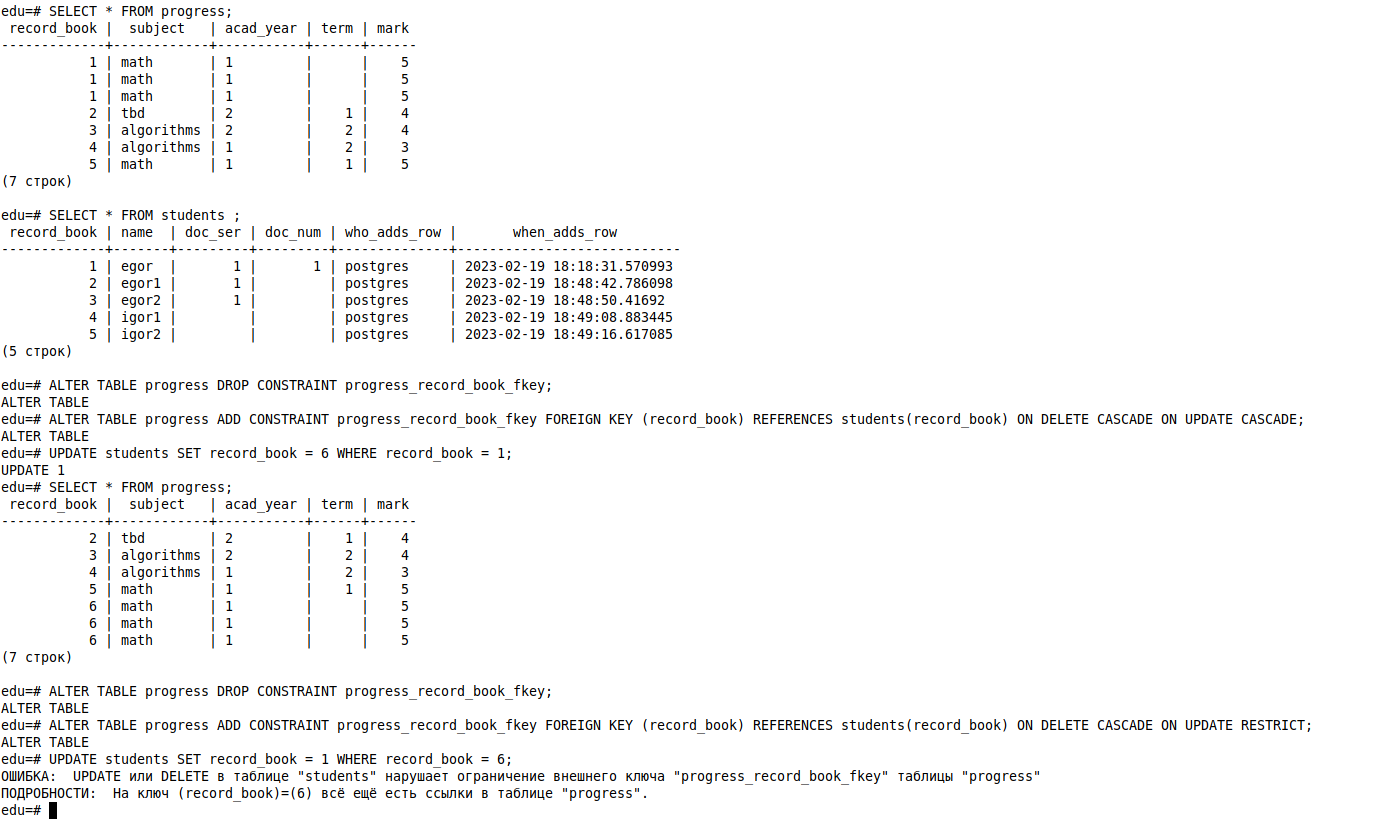 edu=# SELECT * FROM progress;
 record_book |  subject   | acad_year | term | mark
-------------+------------+-----------+------+------
           1 | math       | 1         |      |    5
           1 | math       | 1         |      |    5
           1 | math       | 1         |      |    5
           2 | tbd        | 2         |    1 |    4
           3 | algorithms | 2         |    2 |    4
           4 | algorithms | 1         |    2 |    3
           5 | math       | 1         |    1 |    5
(7 строк)

edu=# SELECT * FROM students ;
 record_book | name  | doc_ser | doc_num | who_adds_row |       when_adds_row
-------------+-------+---------+---------+--------------+----------------------------
           1 | egor  |       1 |       1 | postgres     | 2023-02-19 18:18:31.570993
           2 | egor1 |       1 |         | postgres     | 2023-02-19 18:48:42.786098
           3 | egor2 |       1 |         | postgres     | 2023-02-19 18:48:50.41692
           4 | igor1 |         |         | postgres     | 2023-02-19 18:49:08.883445
           5 | igor2 |         |         | postgres     | 2023-02-19 18:49:16.617085
(5 строк)

edu=# ALTER TABLE progress DROP CONSTRAINT progress_record_book_fkey;
ALTER TABLE
edu=# ALTER TABLE progress ADD CONSTRAINT progress_record_book_fkey FOREIGN KEY (record_book) REFERENCES students(record_book) ON DELETE CASCADE ON UPDATE CASCADE;
ALTER TABLE
edu=# UPDATE students SET record_book = 6 WHERE record_book = 1;
UPDATE 1
edu=# SELECT * FROM progress;
 record_book |  subject   | acad_year | term | mark
-------------+------------+-----------+------+------
           2 | tbd        | 2         |    1 |    4
           3 | algorithms | 2         |    2 |    4
           4 | algorithms | 1         |    2 |    3
           5 | math       | 1         |    1 |    5
           6 | math       | 1         |      |    5
           6 | math       | 1         |      |    5
           6 | math       | 1         |      |    5
(7 строк)

edu=# ALTER TABLE progress DROP CONSTRAINT progress_record_book_fkey;
ALTER TABLE
edu=# ALTER TABLE progress ADD CONSTRAINT progress_record_book_fkey FOREIGN KEY (record_book) REFERENCES students(record_book) ON DELETE CASCADE ON UPDATE RESTRICT;
ALTER TABLE
edu=# UPDATE students SET record_book = 1 WHERE record_book = 6;
ОШИБКА:  UPDATE или DELETE в таблице "students" нарушает ограничение внешнего ключа "progress_record_book_fkey" таблицы "progress"
ПОДРОБНОСТИ:  На ключ (record_book)=(6) всё ещё есть ссылки в таблице "progress".
edu=#